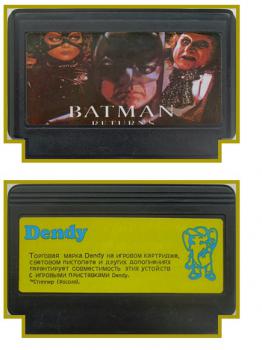 BATMAN
RETURNS
Dendy
Торговая марка Dendy на игровом картридже,
световом пистолете и других дополнениях
гарантирует совместимость этих устройств
с игровыми приставками Dendy.